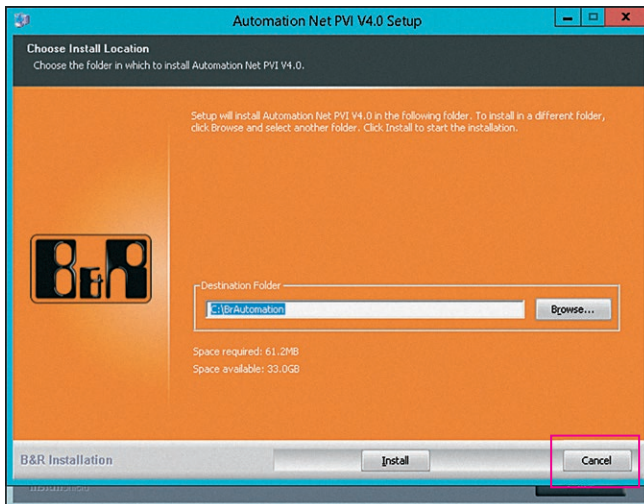 Automation Net PVI V4.0 Setup
Choose Install Location
Choose the folder in which to install Automation Net PVI V4.0.
Setup will install Automation Net PVI V4.0 in the following folder. To install in a different folder,
click Browse and select another folder. Click Install to start the installation.
B&R
Destination Folder
C:\BrAutomation
Browse...
Space required: 61.2MB
Space available: 33.0GB
B&R Installation
Install
Cancel